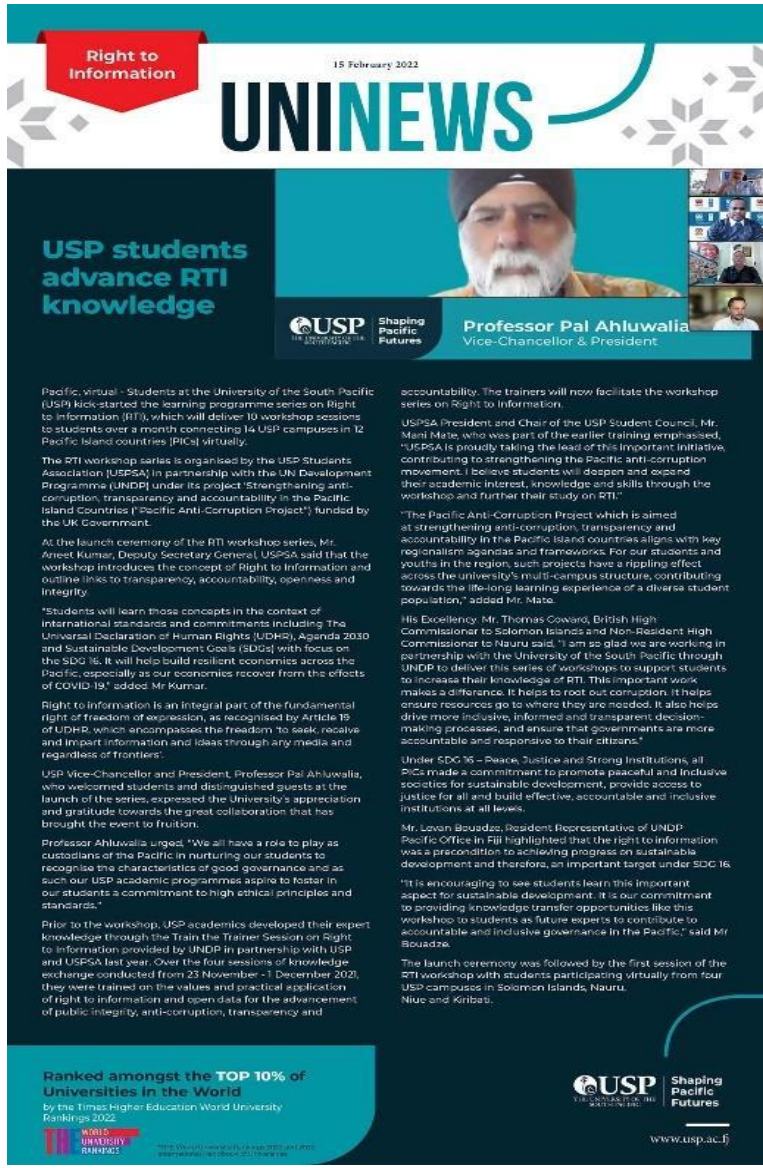 Right to
Information
15 February 2022
UNINEWS
USP students
advance RTI
knowledge
USP
THE UNIVERSITY OF THE
SOUTH PACIFIC
Shaping
Pacific
Futures
Professor Pal Ahluwalia
Vice-Chancellor & President
Pacific, virtual - Students at the University of the South Pacific
(USP) kick-started the learning programme series on Right
to Information (RTI), which will deliver 10 workshop sessions
to students over a month connecting 14 USP campuses in 12
Pacific Island countries (PICs) virtually.
The RTI workshop series is organised by the USP Students
Association (USPSA) in partnership with the UN Development
Programme (UNDP) under its project 'Strengthening anti-
corruption, transparency and accountability in the Pacific
Island Countries ("Pacific Anti-Corruption Project") funded by
the UK Government.
At the launch ceremony of the RTI workshop series, Mr.
Aneet Kumar, Deputy Secretary General, USPSA said that the
workshop introduces the concept of Right to Information and
outline links to transparency, accountability, openness and
integrity.
"Students will learn those concepts in the context of
international standards and commitments including The
Universal Declaration of Human Rights (UDHR), Agenda 2030
and Sustainable Development Goals (SDGs) with focus on
the SDG 16. It will help build resilient economies across the
Pacific, especially as our economies recover from the effects
of COVID-19," added Mr Kumar.
Right to information is an integral part of the fundamental
right of freedom of expression, as recognised by Article 19
of UDHR, which encompasses the freedom 'to seek, receive
and impart information and ideas through any media and
regardless of frontiers'.
USP Vice-Chancellor and President, Professor Pal Ahluwalia,
who welcomed students and distinguished guests at the
launch of the series, expressed the University's appreciation
and gratitude towards the great collaboration that has
brought the event to fruition.
Professor Ahluwalia urged, "We all have a role to play as
custodians of the Pacific in nurturing our students to
recognise the characteristics of good governance and as
such our USP academic programmes aspire to foster in
our students a commitment to high ethical principles and
standards."
Prior to the workshop, USP academics developed their expert
knowledge through the Train the Trainer Session on Right
to Information provided by UNDP in partnership with USP
and USPSA last year. Over the four sessions of knowledge
exchange conducted from 23 November - 1 December 2021,
they were trained on the values and practical application
of right to information and open data for the advancement
of public integrity, anti-corruption, transparency and
accountability. The trainers will now facilitate the workshop
series on Right to Information.
USPSA President and Chair of the USP Student Council, Mr.
Mani Mate, who was part of the earlier training emphasised,
"USPSA is proudly taking the lead of this important initiative,
contributing to strengthening the Pacific anti-corruption
movement. I believe students will deepen and expand
their academic interest, knowledge and skills through the
workshop and further their study on RTI."
"The Pacific Anti-Corruption Project which is aimed
at strengthening anti-corruption, transparency and
accountability in the Pacific island countries aligns with key
regionalism agendas and frameworks. For our students and
youths in the region, such projects have a rippling effect
across the university's multi-campus structure, contributing
towards the life-long learning experience of a diverse student
population," added Mr. Mate.
His Excellency. Mr. Thomas Coward, British High
Commissioner to Solomon Islands and Non-Resident High
Commissioner to Nauru said, "I am so glad we are working in
partnership with the University of the South Pacific through
UNDP to deliver this series of workshops to support students
to increase their knowledge of RTI. This important work
makes a difference. It helps to root out corruption. It helps
ensure resources go to where they are needed. It also helps
drive more inclusive, informed and transparent decision-
making processes, and ensure that governments are more
accountable and responsive to their citizens."
Under SDG 16 – Peace, Justice and Strong Institutions, all
PICs made a commitment to promote peaceful and inclusive
societies for sustainable development, provide access to
justice for all and build effective, accountable and inclusive
institutions at all levels.
Mr. Levan Bouadze, Resident Representative of UNDP
Pacific Office in Fiji highlighted that the right to information
was a precondition to achieving progress on sustainable
development and therefore, an important target under SDG 16.
"It is encouraging to see students learn this important
aspect for sustainable development. It is our commitment
to providing knowledge transfer opportunities like this
workshop to students as future experts to contribute to
accountable and inclusive governance in the Pacific," said Mr
Bouadze.
The launch ceremony was followed by the first session of the
RTI workshop with students participating virtually from four
USP campuses in Solomon Islands, Nauru,
Niue and Kiribati.
Ranked amongst the TOP 10% of
Universities in the World
by the Times Higher Education World University
Rankings 2022
THE WORLD
UNIVERSITY
RANKINGS
USP
THE UNIVERSITY OF THE
SOUTH PACIFIC
Shaping
Pacific
Futures
www.usp.ac.fj